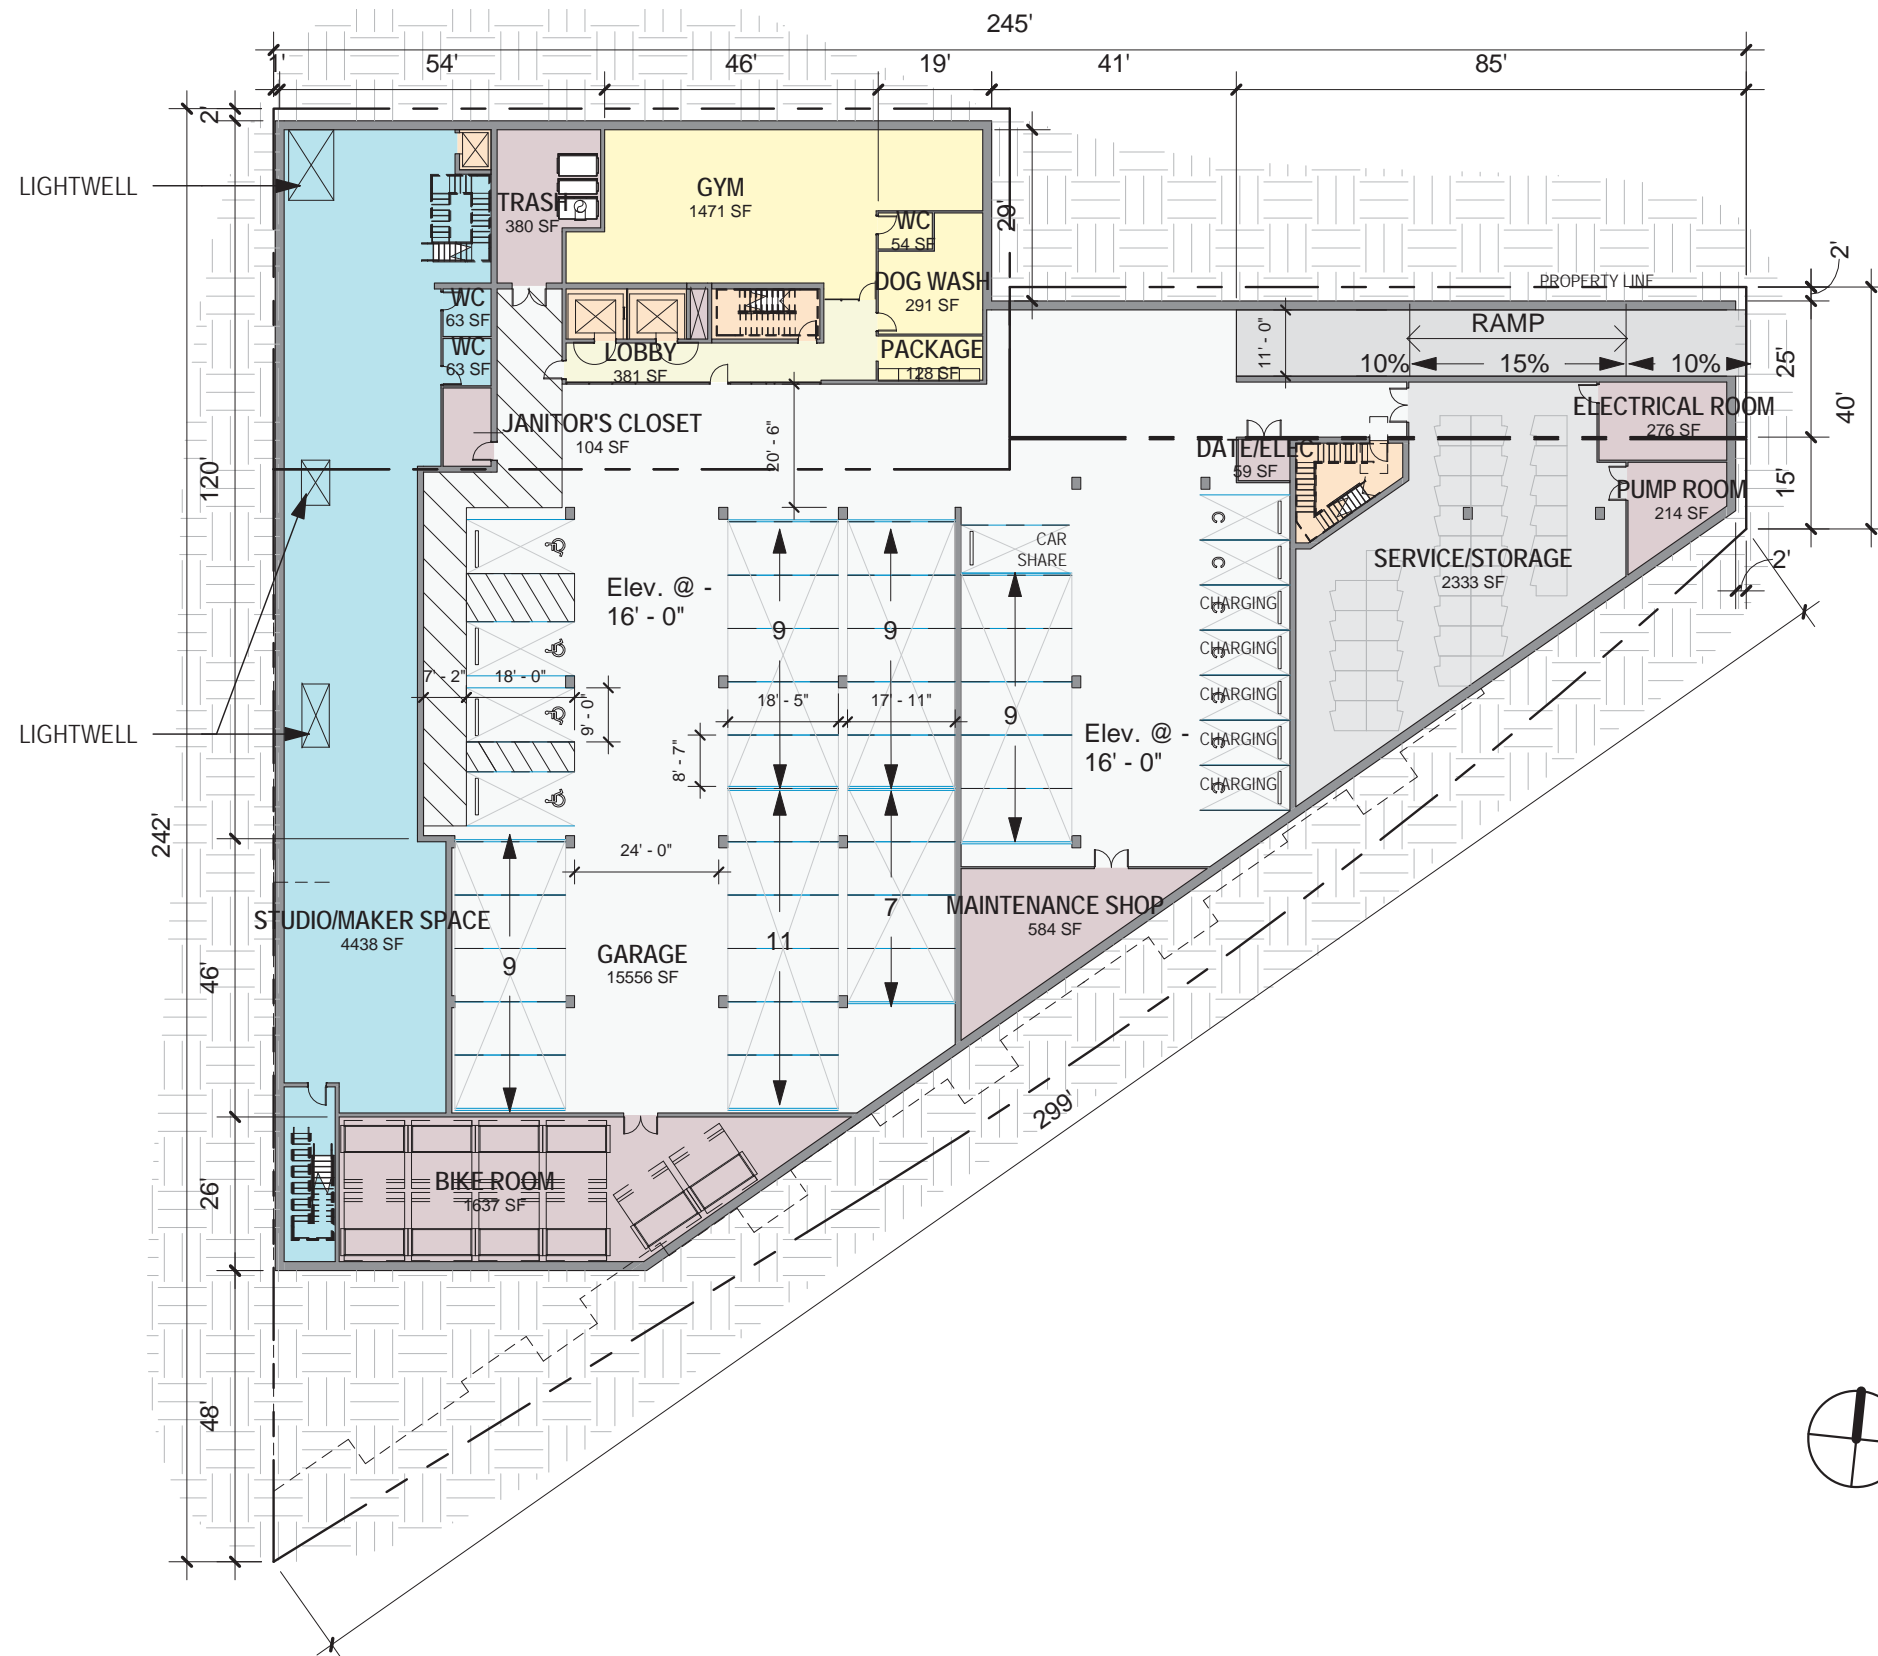 245'
1'
54'
46'
19'
41'
85'
2'
LIGHTWELL
TRASH
380 SF
GYM
1471 SF
WC
54 SF
29'
DOG WASH
291 SF
2'
PROPERTY LINE
WC
63 SF
RAMP
11' - 0"
WC
63 SF
LOBBY
381 SF
PACKAGE
128 SF
10%
15%
10%
25'
40'
JANITOR'S CLOSET
104 SF
20' - 6"
ELECTRICAL ROOM
276 SF
DATE/ELEC
59 SF
120'
15'
PUMP ROOM
214 SF
C
CAR
SHARE
C
SERVICE/STORAGE
2333 SF
2'
Elev. @ -
16' - 0"
9
9
CHARGING
C
CHARGING
C
7' - 2"
18' - 0"
9' - 0"
18' - 5"
17' - 11"
9
CHARGING
C
LIGHTWELL
Elev. @ -
16' - 0"
CHARGING
C
8' - 7"
CHARGING
C
242'
24' - 0"
STUDIO/MAKER SPACE
4438 SF
7
MAINTENANCE SHOP
584 SF
11
46'
9
GARAGE
15556 SF
299'
26'
BIKE ROOM
1637 SF
48'